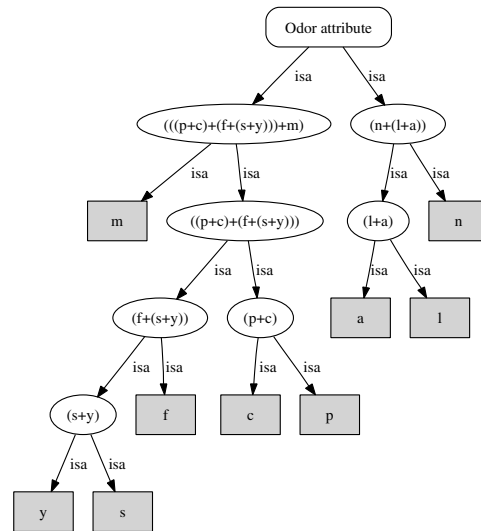 Odor attribute
isa isa
(((p+c)+(f+(s+y)))+m) (n+(l+a))
isa isa isa isa
m ((p+c)+(f+(s+y))) (l+a) n
isa isa isa isa
(f+(s+y)) (p+c) a l
isa isa isa isa
(s+y) f c p
isa isa
y s